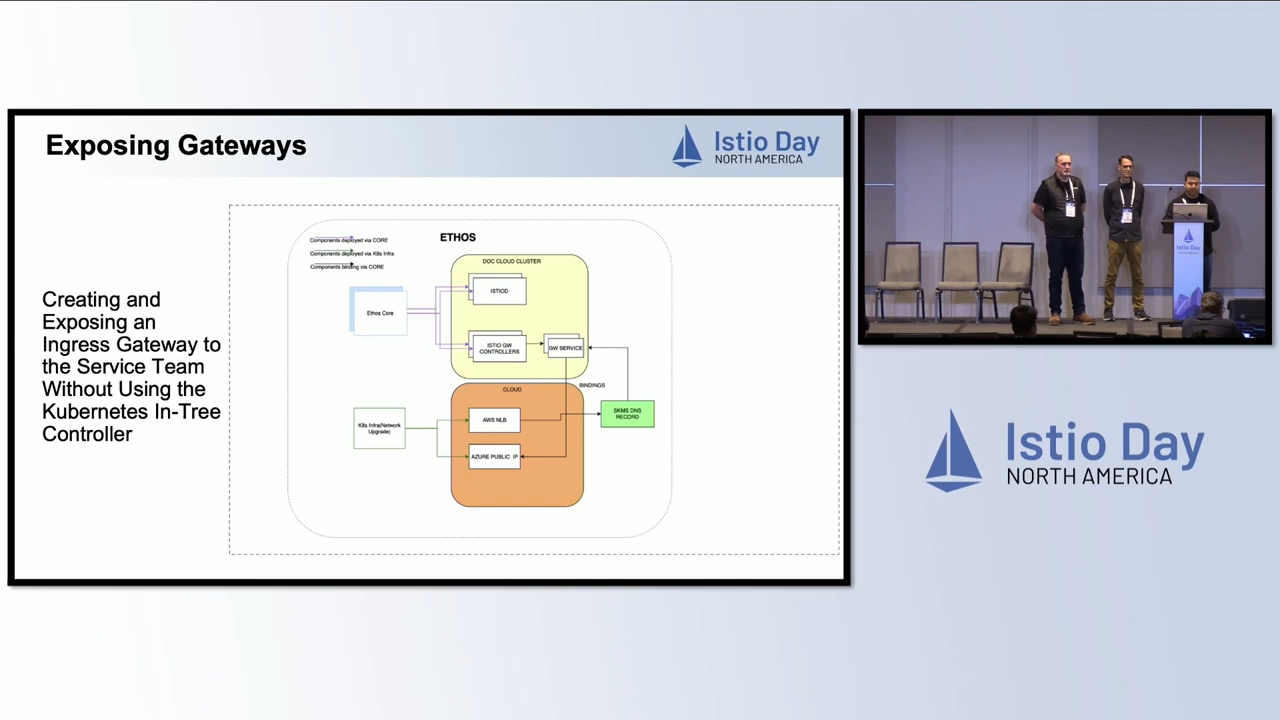 Exposing Gateways
Istio Day
NORTH AMERICA
Creating and
Exposing an
Ingress Gateway to
the Service Team
Without Using the
Kubernetes In-Tree
Controller
ETHOS
Components deployed via CORE
Components deployed via K8s Infra
Components binding via CORE
DOC CLOUD CLUSTER
ISTIOD
Ethos Core
ISTIO GW
CONTROLLERS
GW SERVICE
BINDINGS
CLOUD
SKMS DNS
RECORD
K8s Infra(Network
Upgrade)
AWS NLB
AZURE PUBLIC IP
Istio Day
Istio Day
NORTH AMERICA